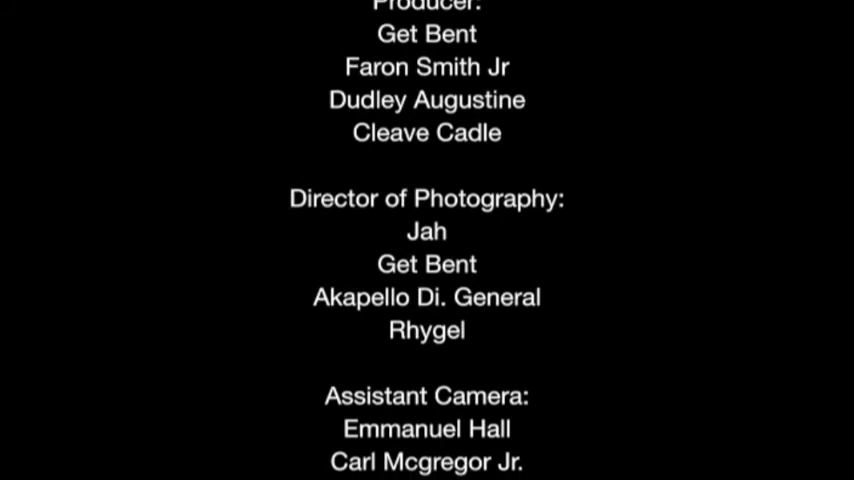 Producer:
Get Bent
Faron Smith Jr
Dudley Augustine
Cleave Cadle
Director of Photography:
Jah
Get Bent
Akapello Di. General
Rhygel
Assistant Camera:
Emmanuel Hall
Carl Mcgregor Jr.